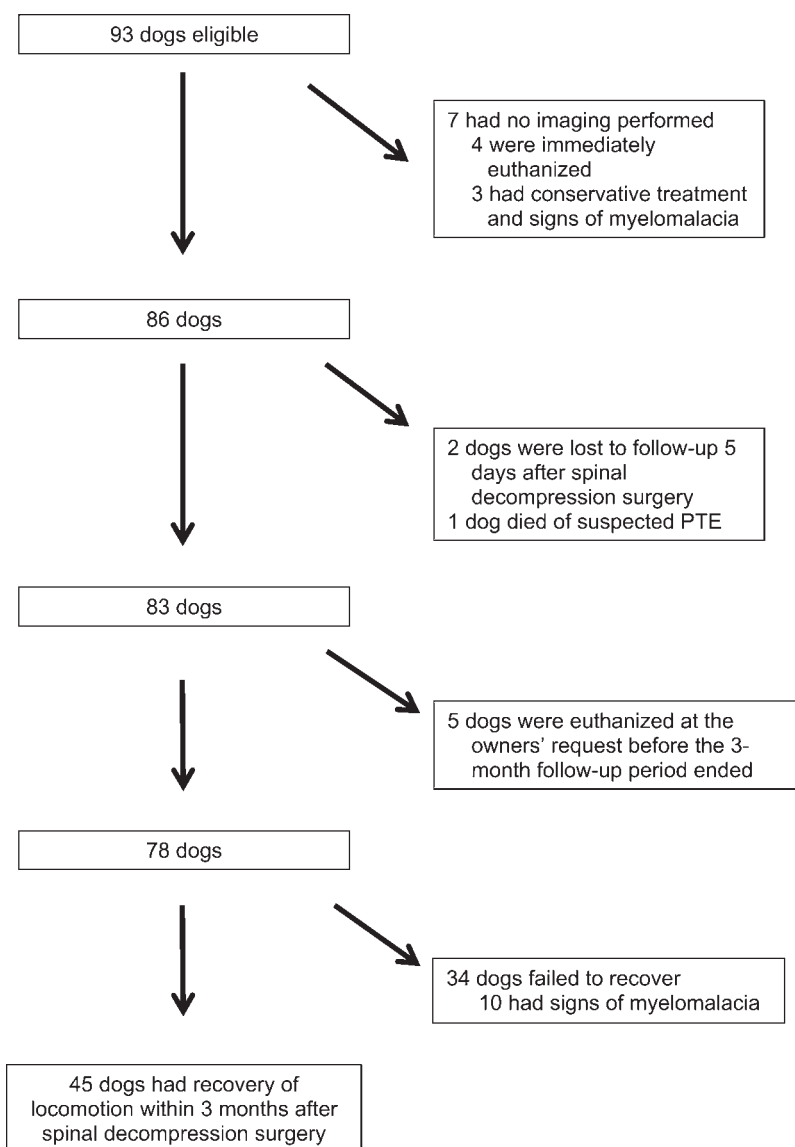 93 dogs eligible
7 had no imaging performed
4 were immediately
euthanized
3 had conservative treatment
and signs of myelomalacia
86 dogs
2 dogs were lost to follow-up 5
days after spinal
decompression surgery
1 dog died of suspected PTE
83 dogs
5 dogs were euthanized at the
owners’ request before the 3-
month follow-up period ended
78 dogs
34 dogs failed to recover
10 had signs of myelomalacia
45 dogs had recovery of
locomotion within 3 months after
spinal decompression surgery